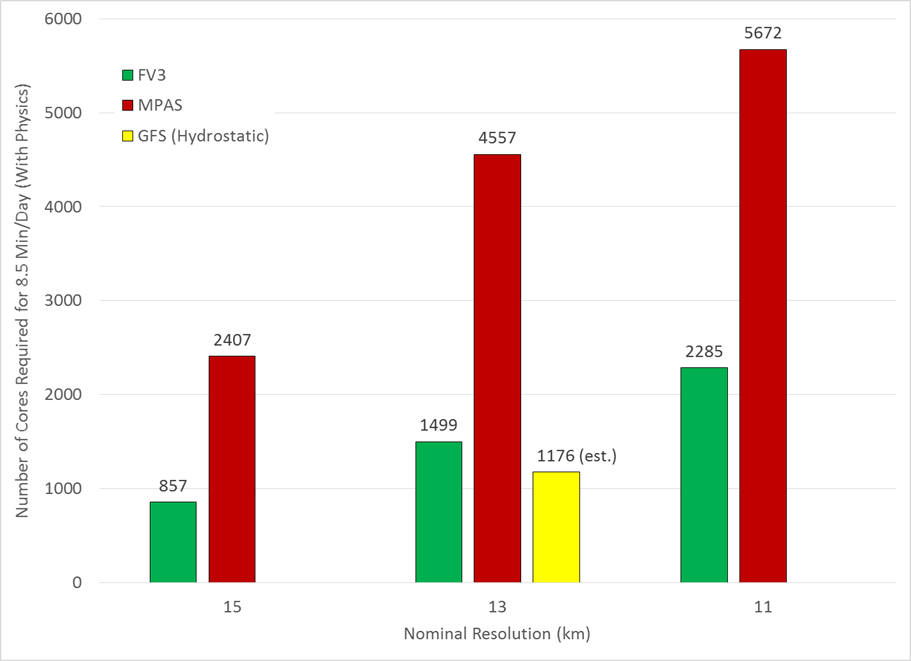 6000
5000
4000
3000
2000
1000
0
Number of Cores Required for 8.5 Min/Day (With Physics)
FV3
MPAS
GFS (Hydrostatic)
857
2407
1499
4557
1176 (est.)
2285
5672
15
13
11
Nominal Resolution (km)